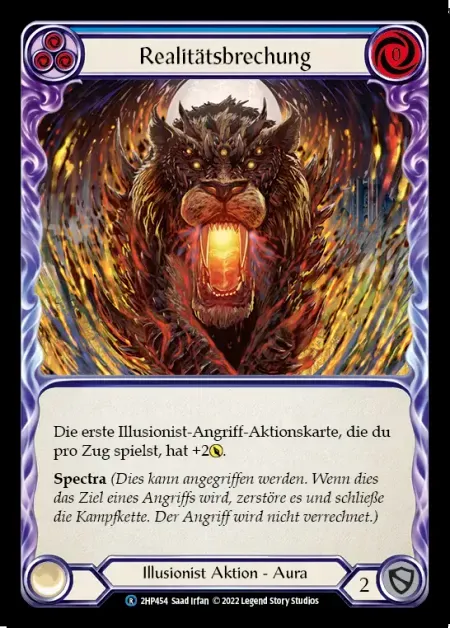 Realitätsbrechung
0
Die erste Illusionist-Angriff-Aktionskarte, die du
pro Zug spielst, hat +2.
Spectra (Dies kann angegriffen werden. Wenn dies
das Ziel eines Angriffs wird, zerstöre es und schließe
die Kampfkette. Der Angriff wird nicht verrechnet.)
Illusionist Aktion - Aura
2
R 2HP454 Saad Irfan © 2022 Legend Story Studios